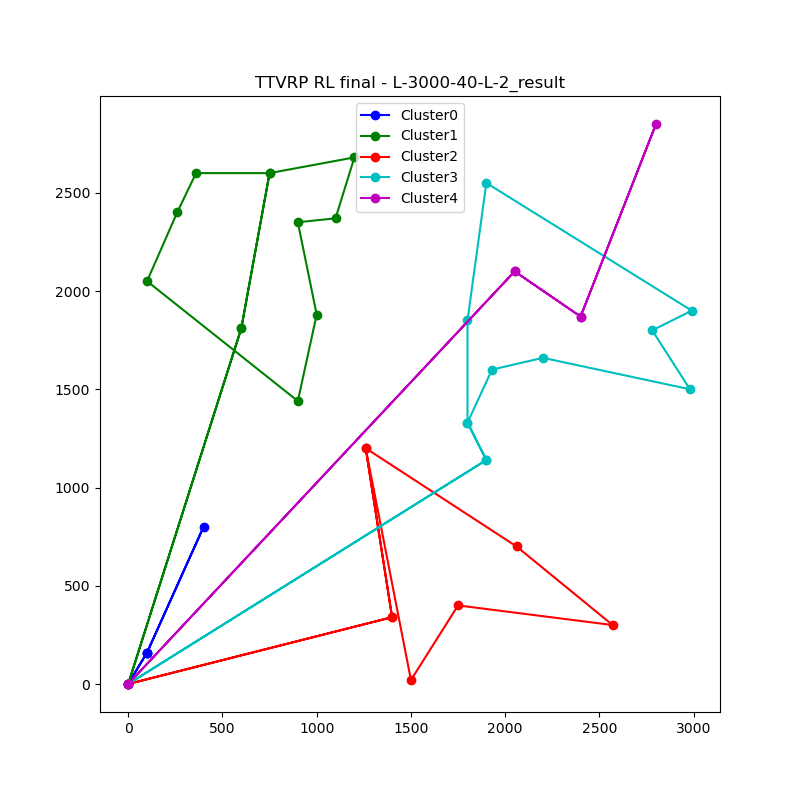 TTVRP RL final - L-3000-40-L-2_result
Cluster0
Cluster1
Cluster2
Cluster3
Cluster4
2500
2000
1500
1000
500
0
0 500 1000 1500 2000 2500 3000